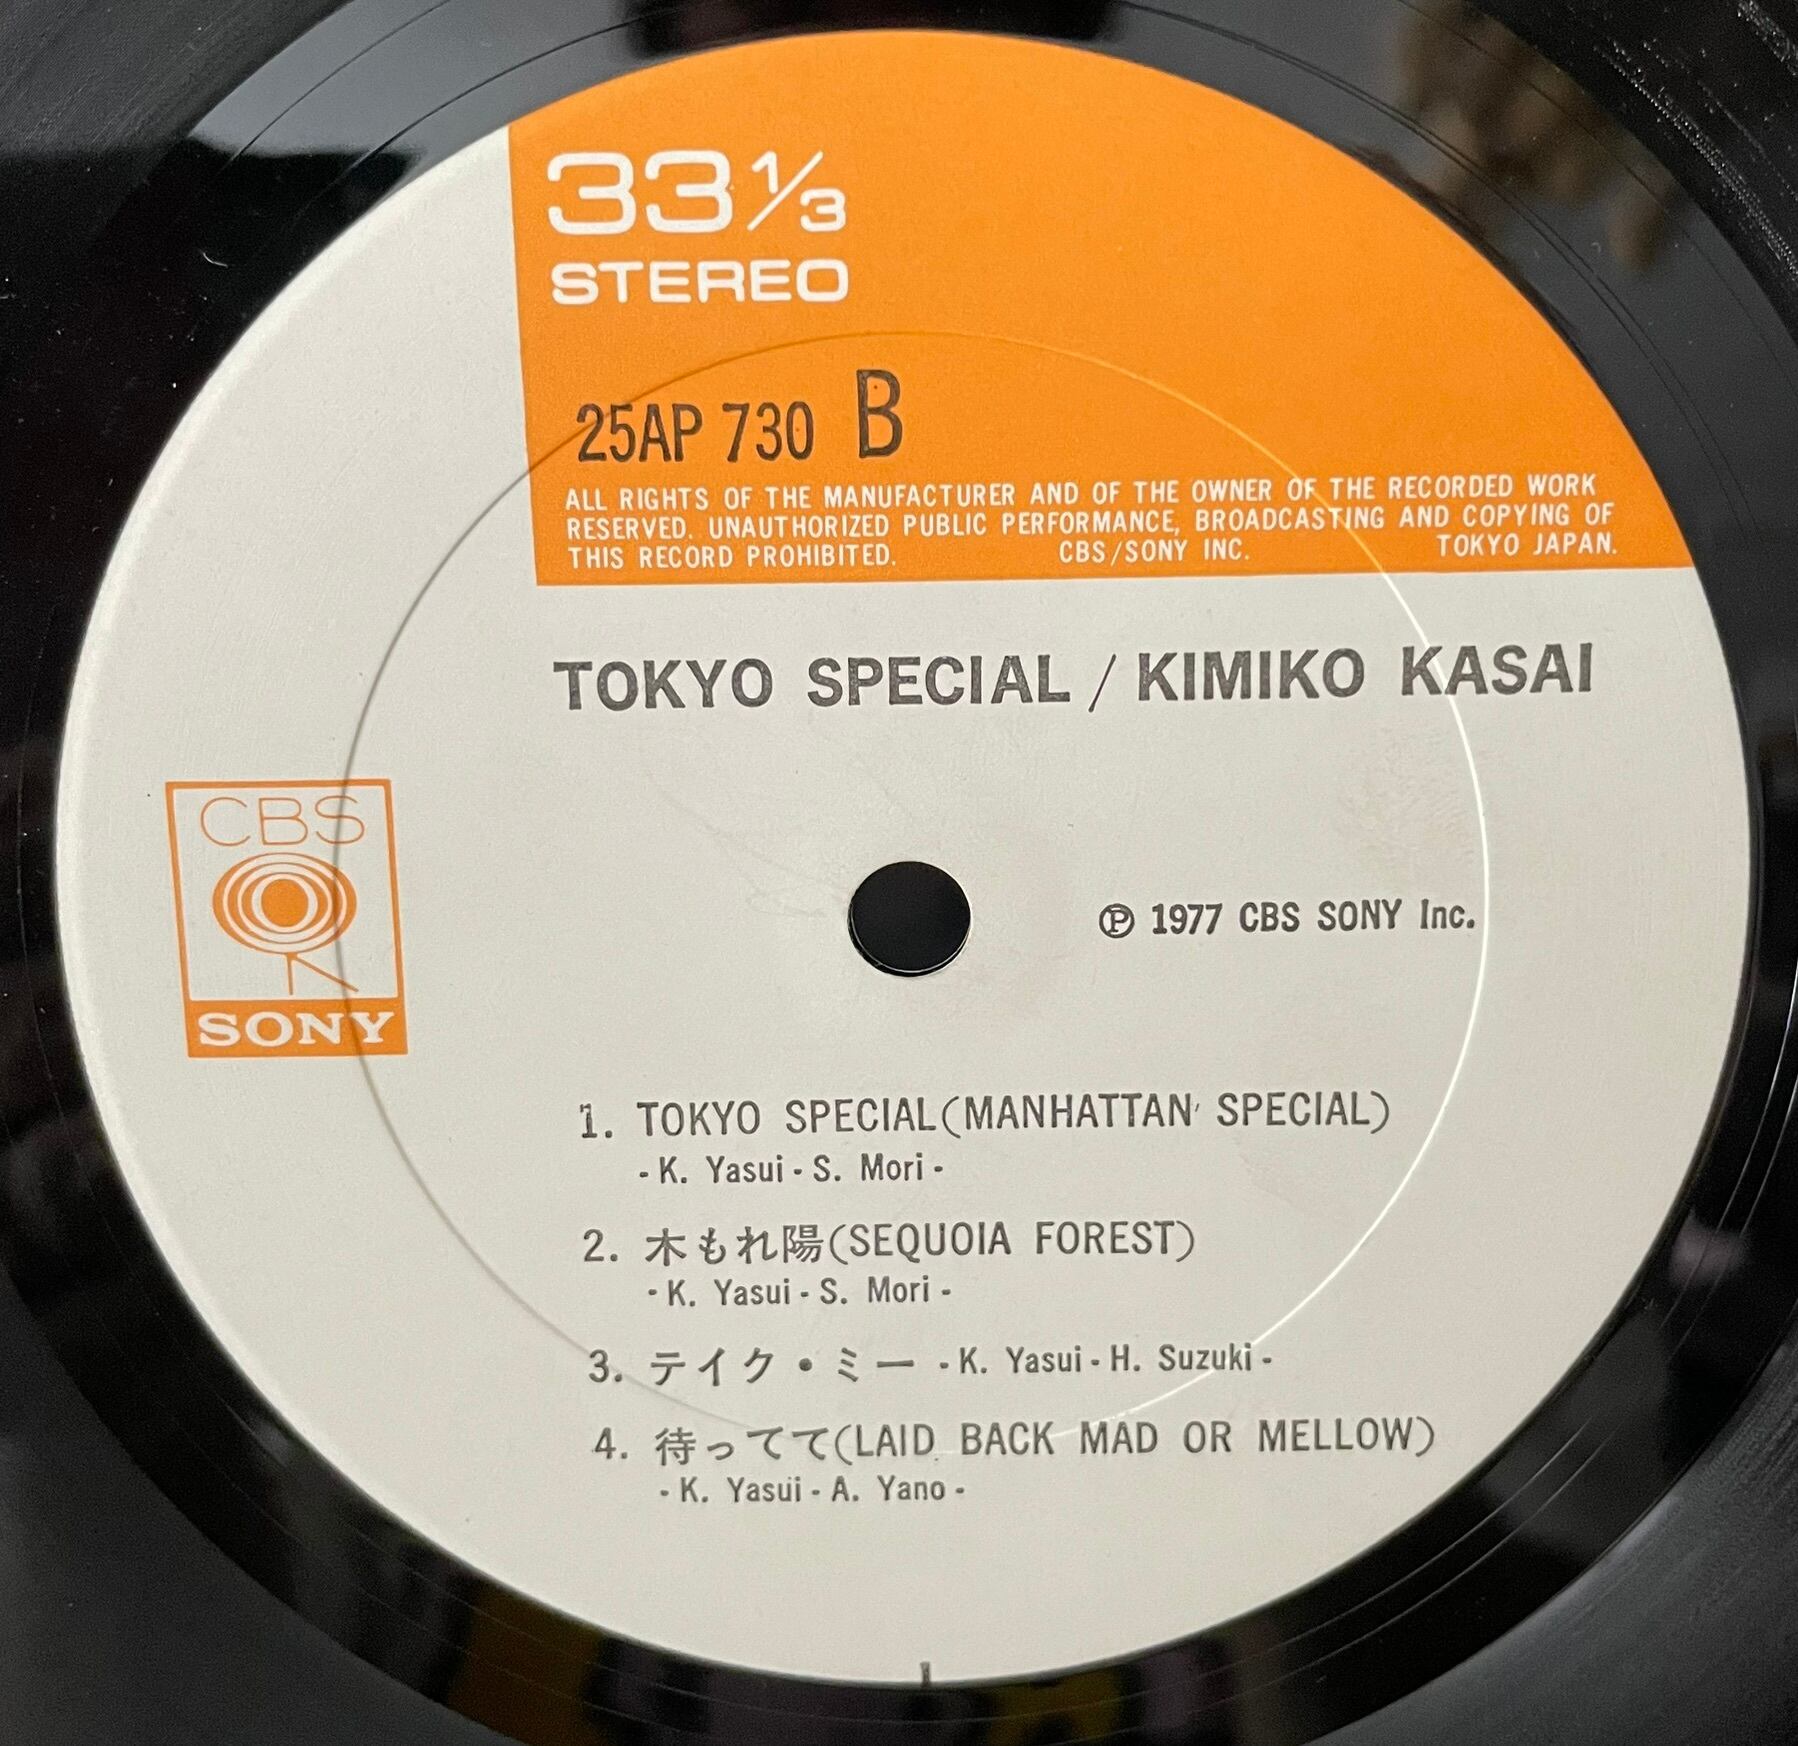 33 1/3
STEREO
25AP 730 B
ALL RIGHTS OF THE MANUFACTURER AND OF THE OWNER OF THE RECORDED WORK
RESERVED. UNAUTHORIZED PUBLIC PERFORMANCE, BROADCASTING AND COPYING OF
THIS RECORD PROHIBITED. CBS/SONY INC. TOKYO JAPAN.
TOKYO SPECIAL / KIMIKO KASAI
CBS
SONY
℗ 1977 CBS SONY Inc.
1. TOKYO SPECIAL(MANHATTAN SPECIAL)
- K. Yasui - S. Mori -
2. 木もれ陽(SEQUOIA FOREST)
- K. Yasui - S. Mori -
3. テイク・ミー - K. Yasui - H. Suzuki -
4. 待ってて(LAID BACK MAD OR MELLOW)
- K. Yasui - A. Yano -